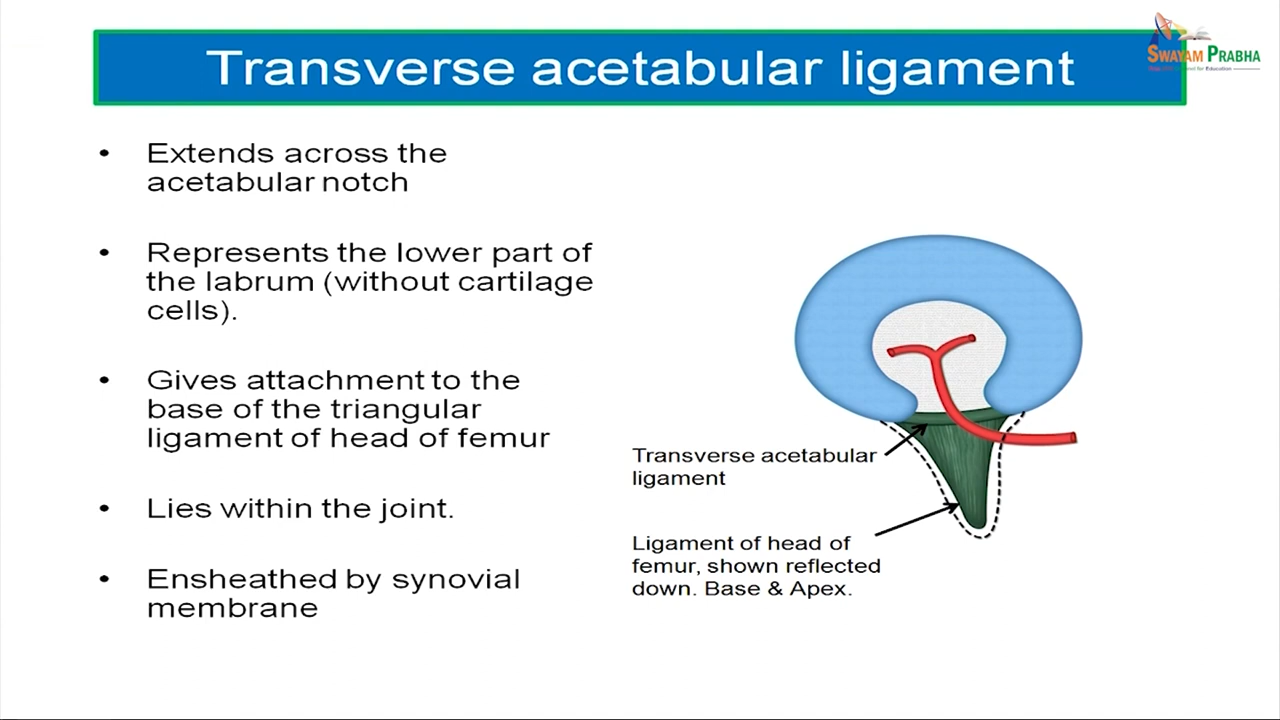 Transverse acetabular ligament
SWAYAM PRABHA
• Extends across the
acetabular notch
• Represents the lower part of
the labrum (without cartilage
cells).
• Gives attachment to the
base of the triangular
ligament of head of femur
• Lies within the joint.
• Ensheathed by synovial
membrane
Transverse acetabular
ligament
Ligament of head of
femur, shown reflected
down. Base & Apex.